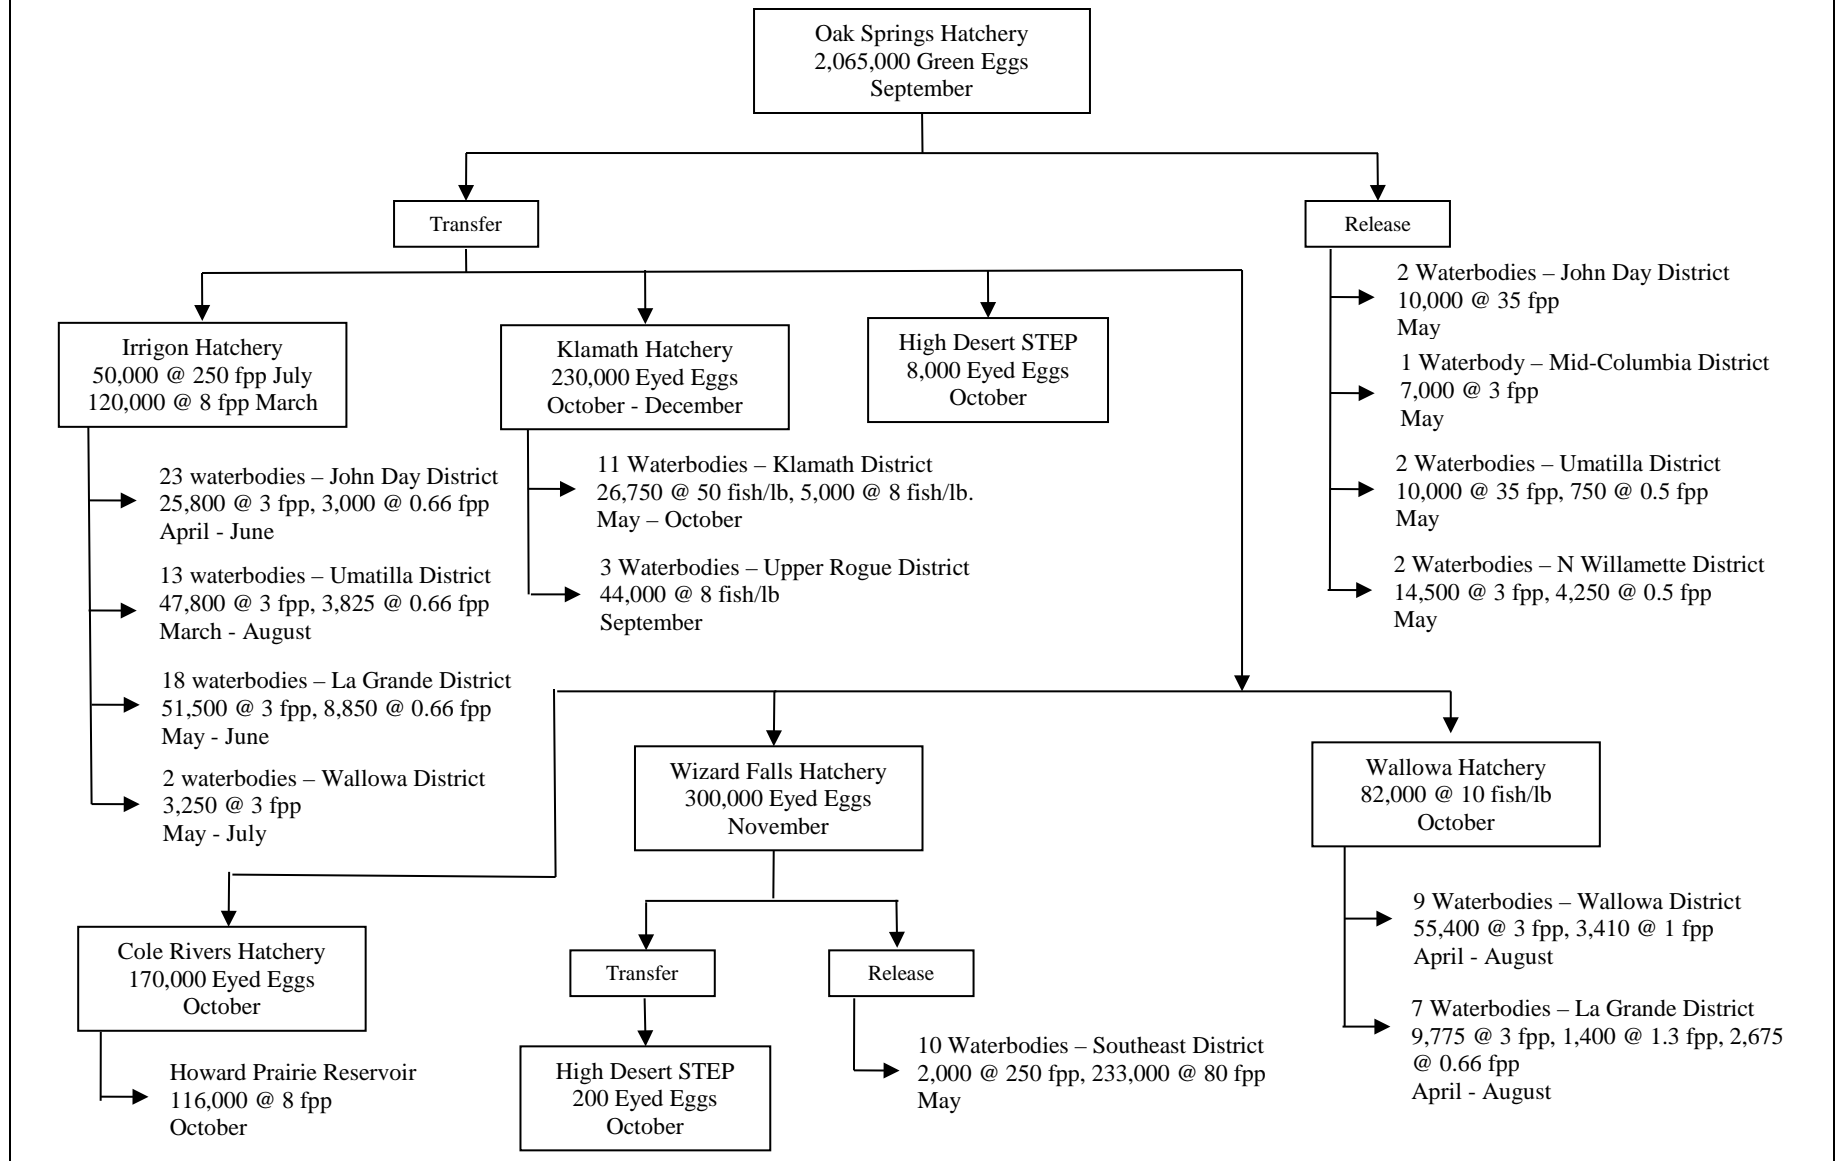 Oak Springs Hatchery
2,065,000 Green Eggs
September
Transfer
Release
Irrigon Hatchery
50,000 @ 250 fpp July
120,000 @ 8 fpp March
23 waterbodies – John Day District
25,800 @ 3 fpp, 3,000 @ 0.66 fpp
April - June
13 waterbodies – Umatilla District
47,800 @ 3 fpp, 3,825 @ 0.66 fpp
March - August
18 waterbodies – La Grande District
51,500 @ 3 fpp, 8,850 @ 0.66 fpp
May - June
2 waterbodies – Wallowa District
3,250 @ 3 fpp
May - July
Klamath Hatchery
230,000 Eyed Eggs
October - December
11 Waterbodies – Klamath District
26,750 @ 50 fish/lb, 5,000 @ 8 fish/lb.
May – October
3 Waterbodies – Upper Rogue District
44,000 @ 8 fish/lb
September
High Desert STEP
8,000 Eyed Eggs
October
2 Waterbodies – John Day District
10,000 @ 35 fpp
May
1 Waterbody – Mid-Columbia District
7,000 @ 3 fpp
May
2 Waterbodies – Umatilla District
10,000 @ 35 fpp, 750 @ 0.5 fpp
May
2 Waterbodies – N Willamette District
14,500 @ 3 fpp, 4,250 @ 0.5 fpp
May
Cole Rivers Hatchery
170,000 Eyed Eggs
October
Howard Prairie Reservoir
116,000 @ 8 fpp
October
Wizard Falls Hatchery
300,000 Eyed Eggs
November
Transfer
Release
High Desert STEP
200 Eyed Eggs
October
10 Waterbodies – Southeast District
2,000 @ 250 fpp, 233,000 @ 80 fpp
May
Wallowa Hatchery
82,000 @ 10 fish/lb
October
9 Waterbodies – Wallowa District
55,400 @ 3 fpp, 3,410 @ 1 fpp
April - August
7 Waterbodies – La Grande District
9,775 @ 3 fpp, 1,400 @ 1.3 fpp, 2,675
@ 0.66 fpp
April - August